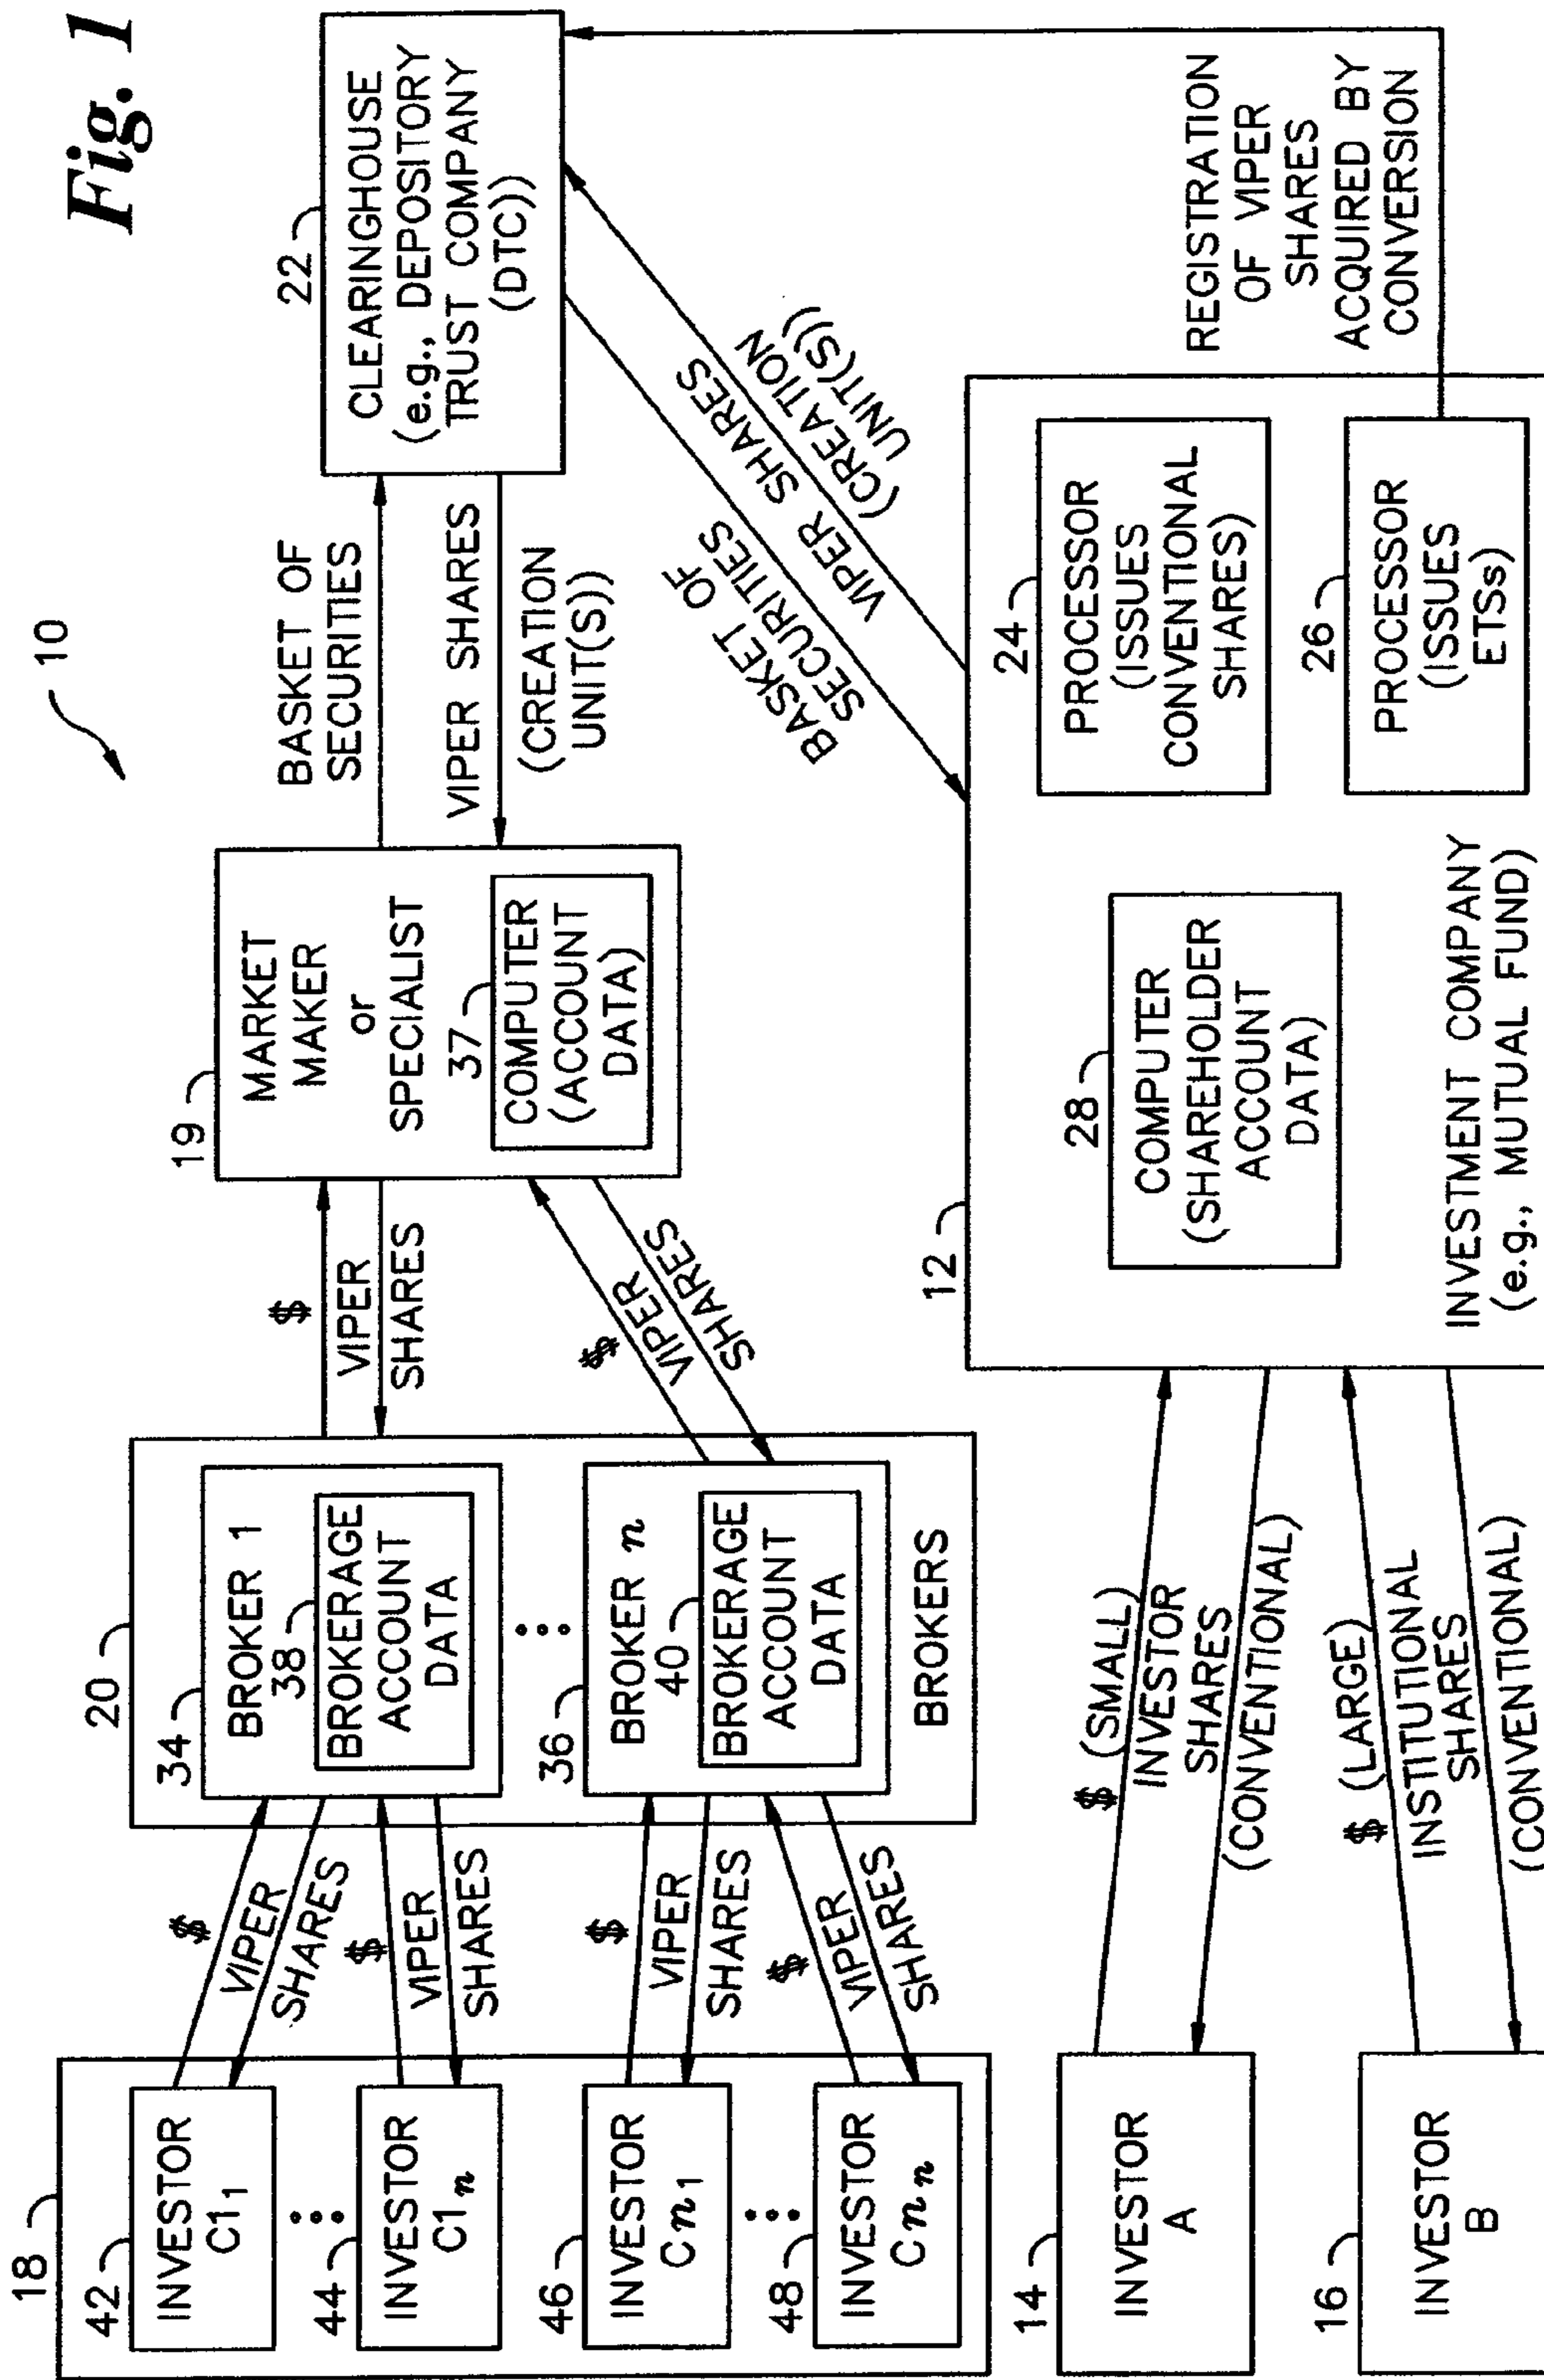 Fig. 1
10
18
42
INVESTOR
C1₁
44
INVESTOR
C1ₙ
46
INVESTOR
Cn₁
48
INVESTOR
Cnₙ
$
VIPER
SHARES
$
VIPER
SHARES
$
VIPER
SHARES
$
VIPER
SHARES
20
34
BROKER 1
38
BROKERAGE
ACCOUNT
DATA
36
BROKER n
40
BROKERAGE
ACCOUNT
DATA
BROKERS
$
VIPER
SHARES
$
VIPER
SHARES
19
MARKET
MAKER
or
SPECIALIST
37
COMPUTER
(ACCOUNT
DATA)
BASKET OF
SECURITIES
VIPER SHARES
(CREATION
UNIT(S))
22
CLEARINGHOUSE
(e.g., DEPOSITORY
TRUST COMPANY
(DTC))
BASKET OF
SECURITIES
VIPER SHARES
(CREATION
UNIT(S))
REGISTRATION
OF VIPER
SHARES
ACQUIRED BY
CONVERSION
14
INVESTOR
A
16
INVESTOR
B
$ (SMALL)
INVESTOR
SHARES
(CONVENTIONAL)
$ (LARGE)
INSTITUTIONAL
SHARES
(CONVENTIONAL)
12
28
COMPUTER
(SHAREHOLDER
ACCOUNT
DATA)
24
PROCESSOR
(ISSUES
CONVENTIONAL
SHARES)
26
PROCESSOR
(ISSUES
ETSs)
INVESTMENT COMPANY
(e.g., MUTUAL FUND)